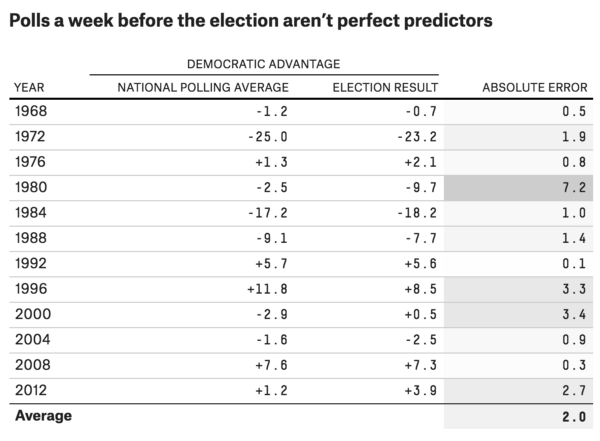 Polls a week before the election aren’t perfect predictors
DEMOCRATIC ADVANTAGE
YEAR NATIONAL POLLING AVERAGE ELECTION RESULT ABSOLUTE ERROR
1968 -1.2 -0.7 0.5
1972 -25.0 -23.2 1.9
1976 +1.3 +2.1 0.8
1980 -2.5 -9.7 7.2
1984 -17.2 -18.2 1.0
1988 -9.1 -7.7 1.4
1992 +5.7 +5.6 0.1
1996 +11.8 +8.5 3.3
2000 -2.9 +0.5 3.4
2004 -1.6 -2.5 0.9
2008 +7.6 +7.3 0.3
2012 +1.2 +3.9 2.7
Average 2.0